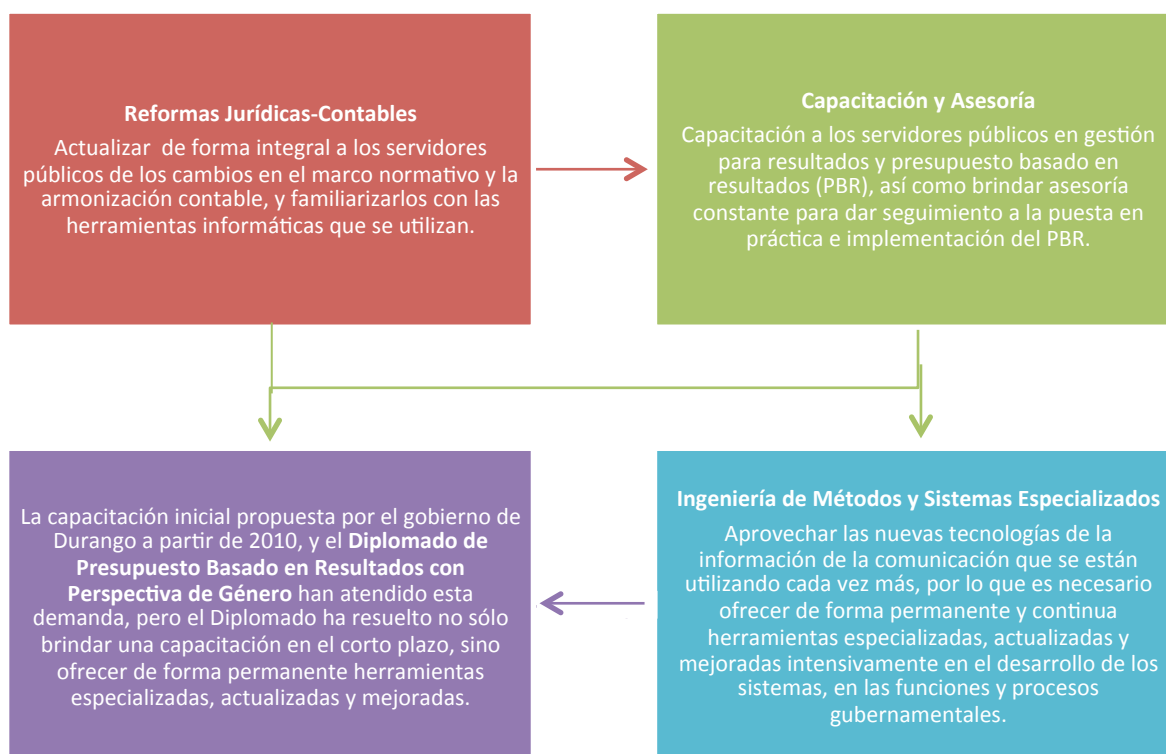 Reformas Jurídicas-Contables
Actualizar de forma integral a los servidores
públicos de los cambios en el marco normativo y la
armonización contable, y familiarizarlos con las
herramientas informáticas que se utilizan.
Capacitación y Asesoría
Capacitación a los servidores públicos en gestión
para resultados y presupuesto basado en
resultados (PBR), así como brindar asesoría
constante para dar seguimiento a la puesta en
práctica e implementación del PBR.
La capacitación inicial propuesta por el gobierno de
Durango a partir de 2010, y el Diplomado de
Presupuesto Basado en Resultados con
Perspectiva de Género han atendido esta
demanda, pero el Diplomado ha resuelto no sólo
brindar una capacitación en el corto plazo, sino
ofrecer de forma permanente herramientas
especializadas, actualizadas y mejoradas.
Ingeniería de Métodos y Sistemas Especializados
Aprovechar las nuevas tecnologías de la
información de la comunicación que se están
utilizando cada vez más, por lo que es necesario
ofrecer de forma permanente y continua
herramientas especializadas, actualizadas y
mejoradas intensivamente en el desarrollo de los
sistemas, en las funciones y procesos
gubernamentales.